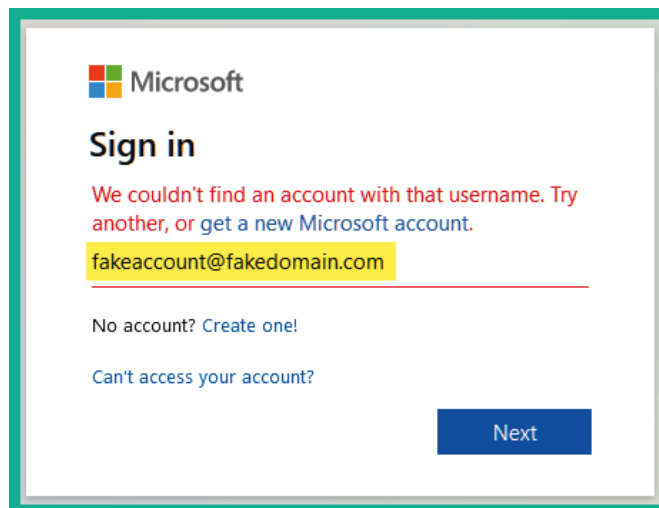 Microsoft
Sign in
We couldn't find an account with that username. Try
another, or get a new Microsoft account.
fakeaccount@fakedomain.com
No account? Create one!
Can't access your account?
Next